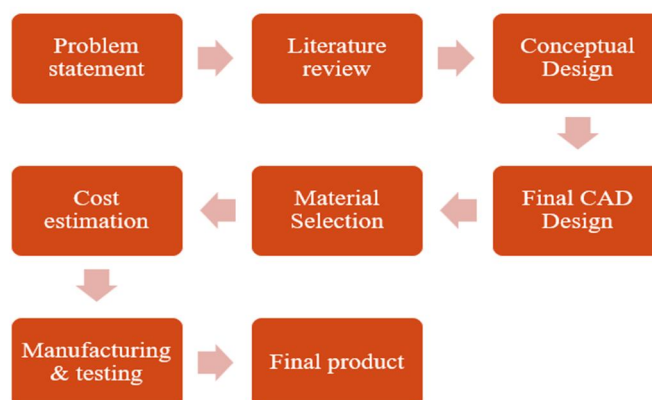 Problem
statement
Literature
review
Conceptual
Design
Final CAD
Design
Material
Selection
Cost
estimation
Manufacturing
& testing
Final product